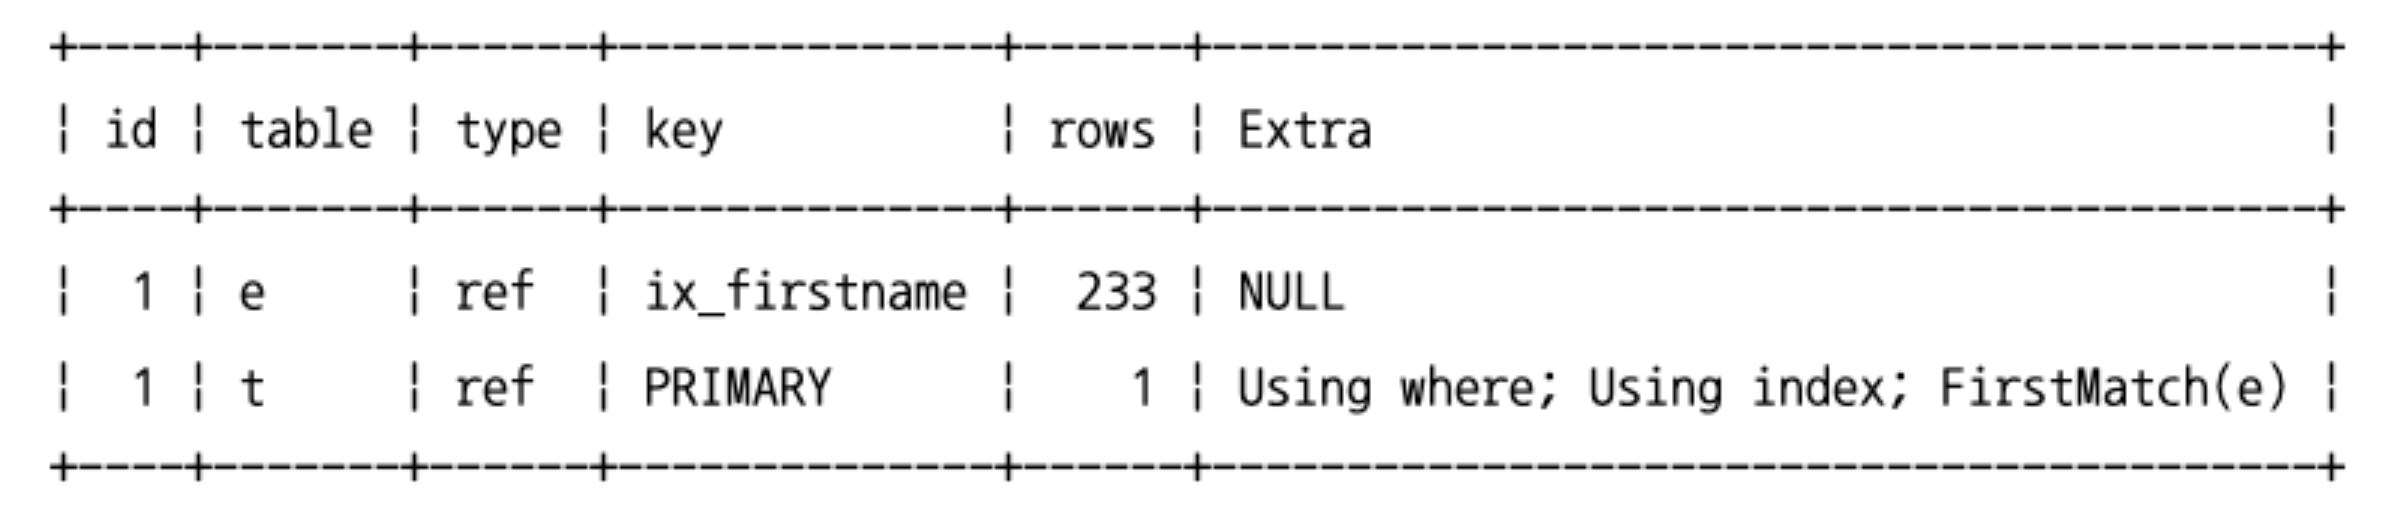 +----+-------+------+--------------+------+-----------------------------------------+
| id | table | type | key          | rows | Extra                                   |
+----+-------+------+--------------+------+-----------------------------------------+
|  1 | e     | ref  | ix_firstname |  233 | NULL                                    |
|  1 | t     | ref  | PRIMARY      |    1 | Using where; Using index; FirstMatch(e) |
+----+-------+------+--------------+------+-----------------------------------------+